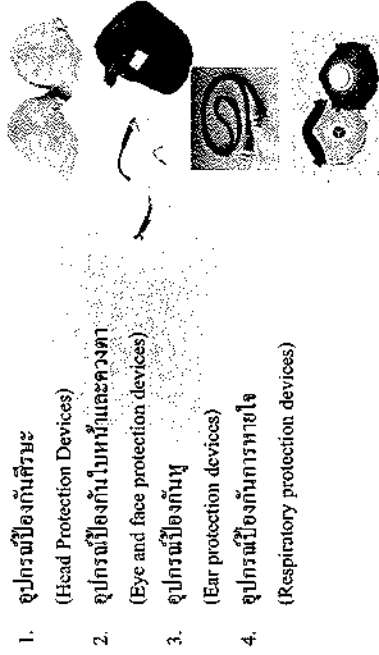 1. อุปกรณ์ป้องกันศีรษะ
(Head Protection Devices)
2. อุปกรณ์ป้องกันใบหน้าและดวงตา
(Eye and face protection devices)
3. อุปกรณ์ป้องกันหู
(Ear protection devices)
4. อุปกรณ์ป้องกันการหายใจ
(Respiratory protection devices)